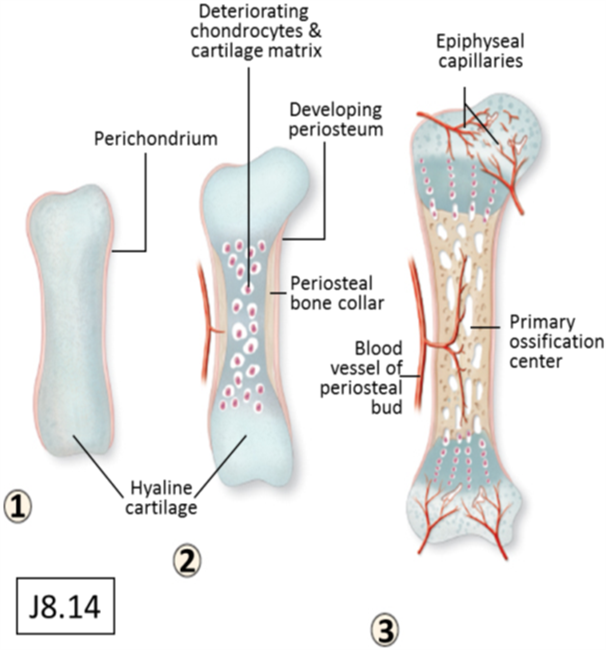 Deteriorating
chondrocytes &
cartilage matrix
Epiphyseal
capillaries
Perichondrium
Developing
periosteum
Periosteal
bone collar
Primary
ossification
center
Blood
vessel of
periosteal
bud
Hyaline
cartilage
1
2
3
J8.14